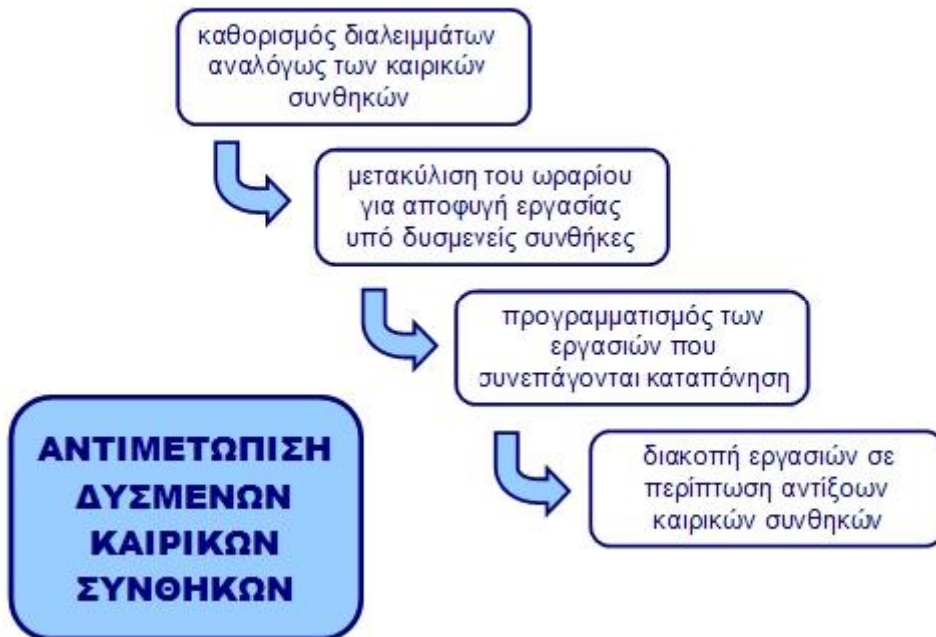 καθορισμός διαλειμμάτων
αναλόγως των καιρικών
συνθηκών
μετακύλιση του ωραρίου
για αποφυγή εργασίας
υπό δυσμενείς συνθήκες
προγραμματισμός των
εργασιών που
συνεπάγονται καταπόνηση
διακοπή εργασιών σε
περίπτωση αντίξοων
καιρικών συνθηκών
ΑΝΤΙΜΕΤΩΠΙΣΗ
ΔΥΣΜΕΝΩΝ
ΚΑΙΡΙΚΩΝ
ΣΥΝΘΗΚΩΝ